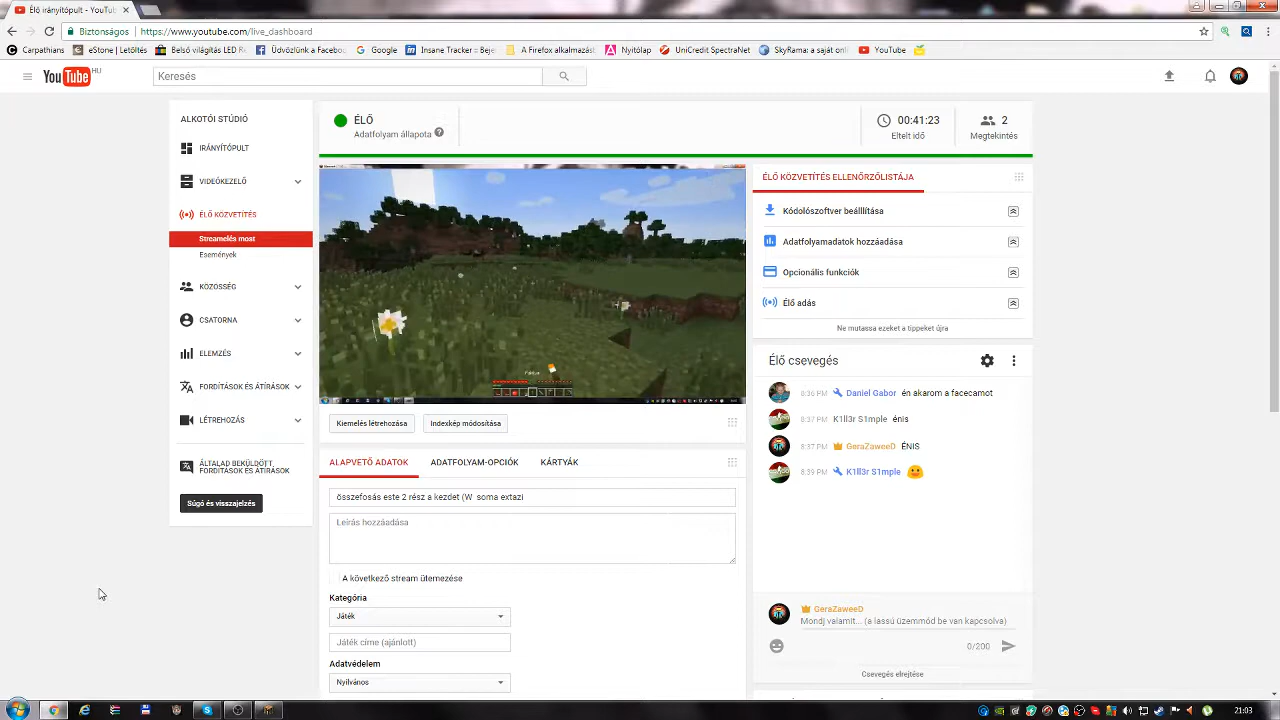 Élő irányítópult - YouTu
Biztonságos
https://www.youtube.com/live_dashboard
Carpathians
eStone | Letöltés
Belső világítás LED R
Üdvözlünk a Faceboo
Google
Insane Tracker :: Beje
A Firefox alkalmazást
Nyitólap
UniCredit SpectraNet
SkyRama: a saját onl
YouTube
YouTube HU
Keresés
ALKOTÓI STÚDIÓ
IRÁNYÍTÓPULT
VIDEÓKEZELŐ
ÉLŐ KÖZVETÍTÉS
Streamelés most
Események
KÖZÖSSÉG
CSATORNA
ELEMZÉS
FORDÍTÁSOK ÉS ÁTÍRÁSOK
LÉTREHOZÁS
ÁLTALAD BEKÜLDÖTT
FORDÍTÁSOK ÉS ÁTÍRÁSOK
Súgó és visszajelzés
ÉLŐ
Adatfolyam állapota
00:41:23
Eltelt idő
2
Megtekintés
Kiemelés létrehozása
Indexkép módosítása
ALAPVETŐ ADATOK
ADATFOLYAM-OPCIÓK
KÁRTYÁK
összefosás este 2 rész a kezdet (W soma extazi
Leírás hozzáadása
A következő stream ütemezése
Kategória
Játék
Játék címe (ajánlott)
Adatvédelem
Nyilvános
ÉLŐ KÖZVETÍTÉS ELLENŐRZŐLISTÁJA
Kódolószoftver beállítása
Adatfolyamadatok hozzáadása
Opcionális funkciók
Élő adás
Ne mutassa ezeket a tippeket újra
Élő csevegés
8:36 PM Daniel Gabor én akarom a facecamot
8:37 PM K1ll3r S1mple énis
8:37 PM GeraZaweeD ÉNIS
8:39 PM K1ll3r S1mple
GeraZaweeD
Mondj valamit... (a lassú üzemmód be van kapcsolva)
0/200
Csevegés elrejtése
21:03